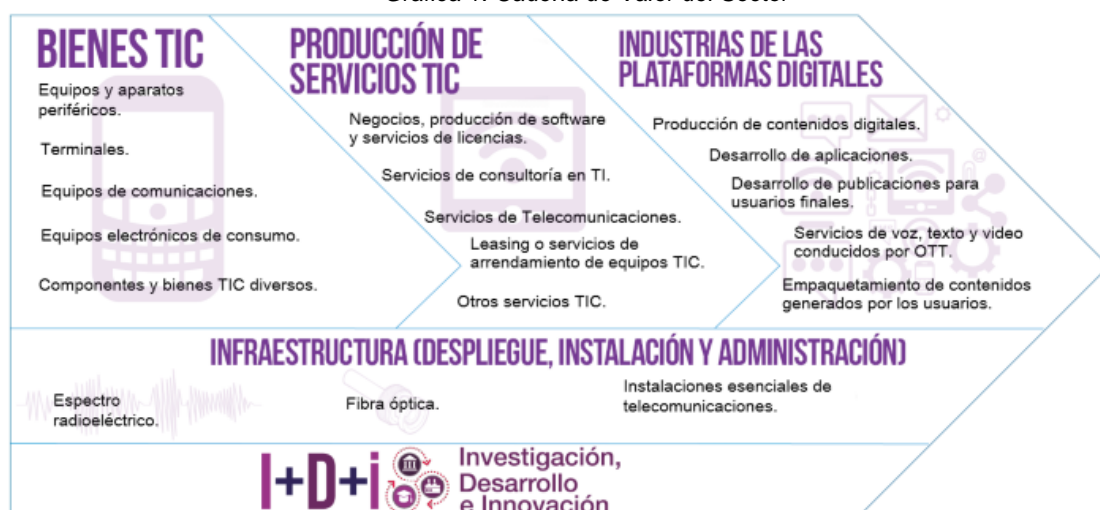 BIENES TIC
Equipos y aparatos
periféricos.
Terminales.
Equipos de comunicaciones.
Equipos electrónicos de consumo.
Componentes y bienes TIC diversos.
PRODUCCIÓN DE
SERVICIOS TIC
Negocios, producción de software
y servicios de licencias.
Servicios de consultoría en TI.
Servicios de Telecomunicaciones.
Leasing o servicios de
arrendamiento de equipos TIC.
Otros servicios TIC.
INDUSTRIAS DE LAS
PLATAFORMAS DIGITALES
Producción de contenidos digitales.
Desarrollo de aplicaciones.
Desarrollo de publicaciones para
usuarios finales.
Servicios de voz, texto y video
conducidos por OTT.
Empaquetamiento de contenidos
generados por los usuarios.
INFRAESTRUCTURA (DESPLIEGUE, INSTALACIÓN Y ADMINISTRACIÓN)
Espectro
radioeléctrico.
Fibra óptica.
Instalaciones esenciales de
telecomunicaciones.
I+D+i
Investigación,
Desarrollo
e Innovación